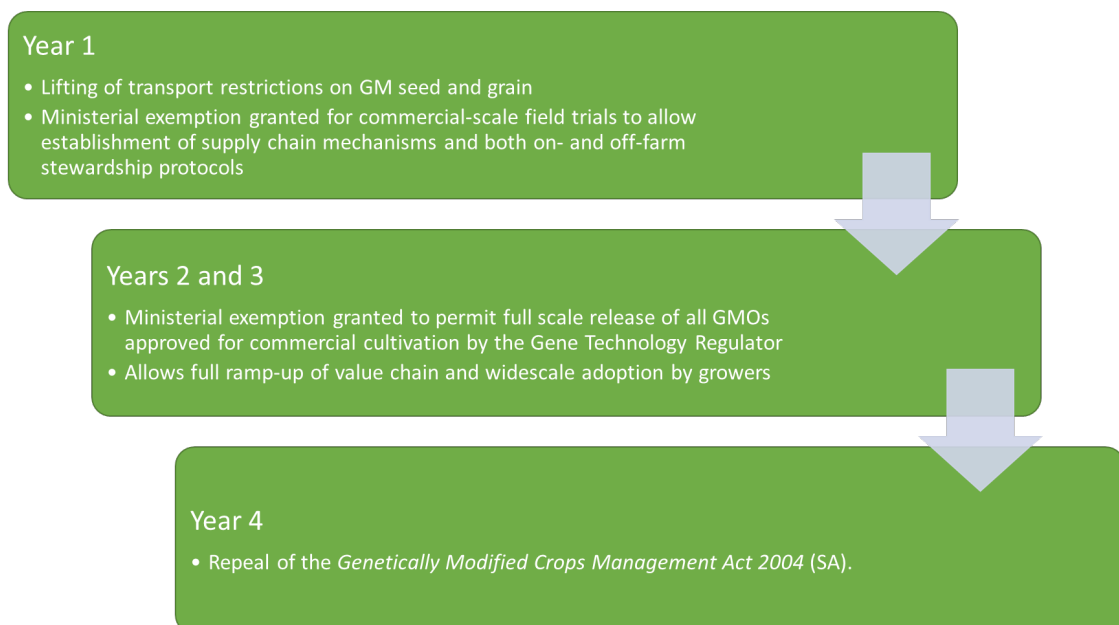 Year 1
• Lifting of transport restrictions on GM seed and grain
• Ministerial exemption granted for commercial-scale field trials to allow
establishment of supply chain mechanisms and both on- and off-farm
stewardship protocols
Years 2 and 3
• Ministerial exemption granted to permit full scale release of all GMOs
approved for commercial cultivation by the Gene Technology Regulator
• Allows full ramp-up of value chain and widescale adoption by growers
Year 4
• Repeal of the Genetically Modified Crops Management Act 2004 (SA).